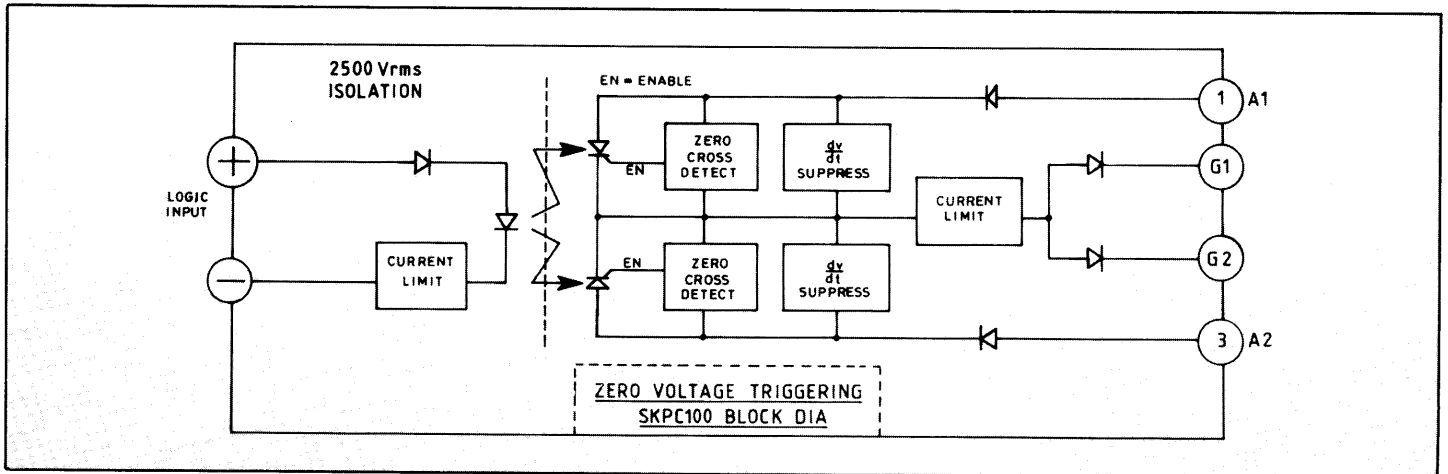 2500 Vrms
ISOLATION
EN = ENABLE
1
A1
ZERO
CROSS
DETECT
dv
dt
SUPPRESS
+
EN
G1
LOGIC
INPUT
CURRENT
LIMIT
G2
−
CURRENT
LIMIT
EN
ZERO
CROSS
DETECT
dv
dt
SUPPRESS
3
A2
ZERO VOLTAGE TRIGGERING
SKPC100 BLOCK DIA